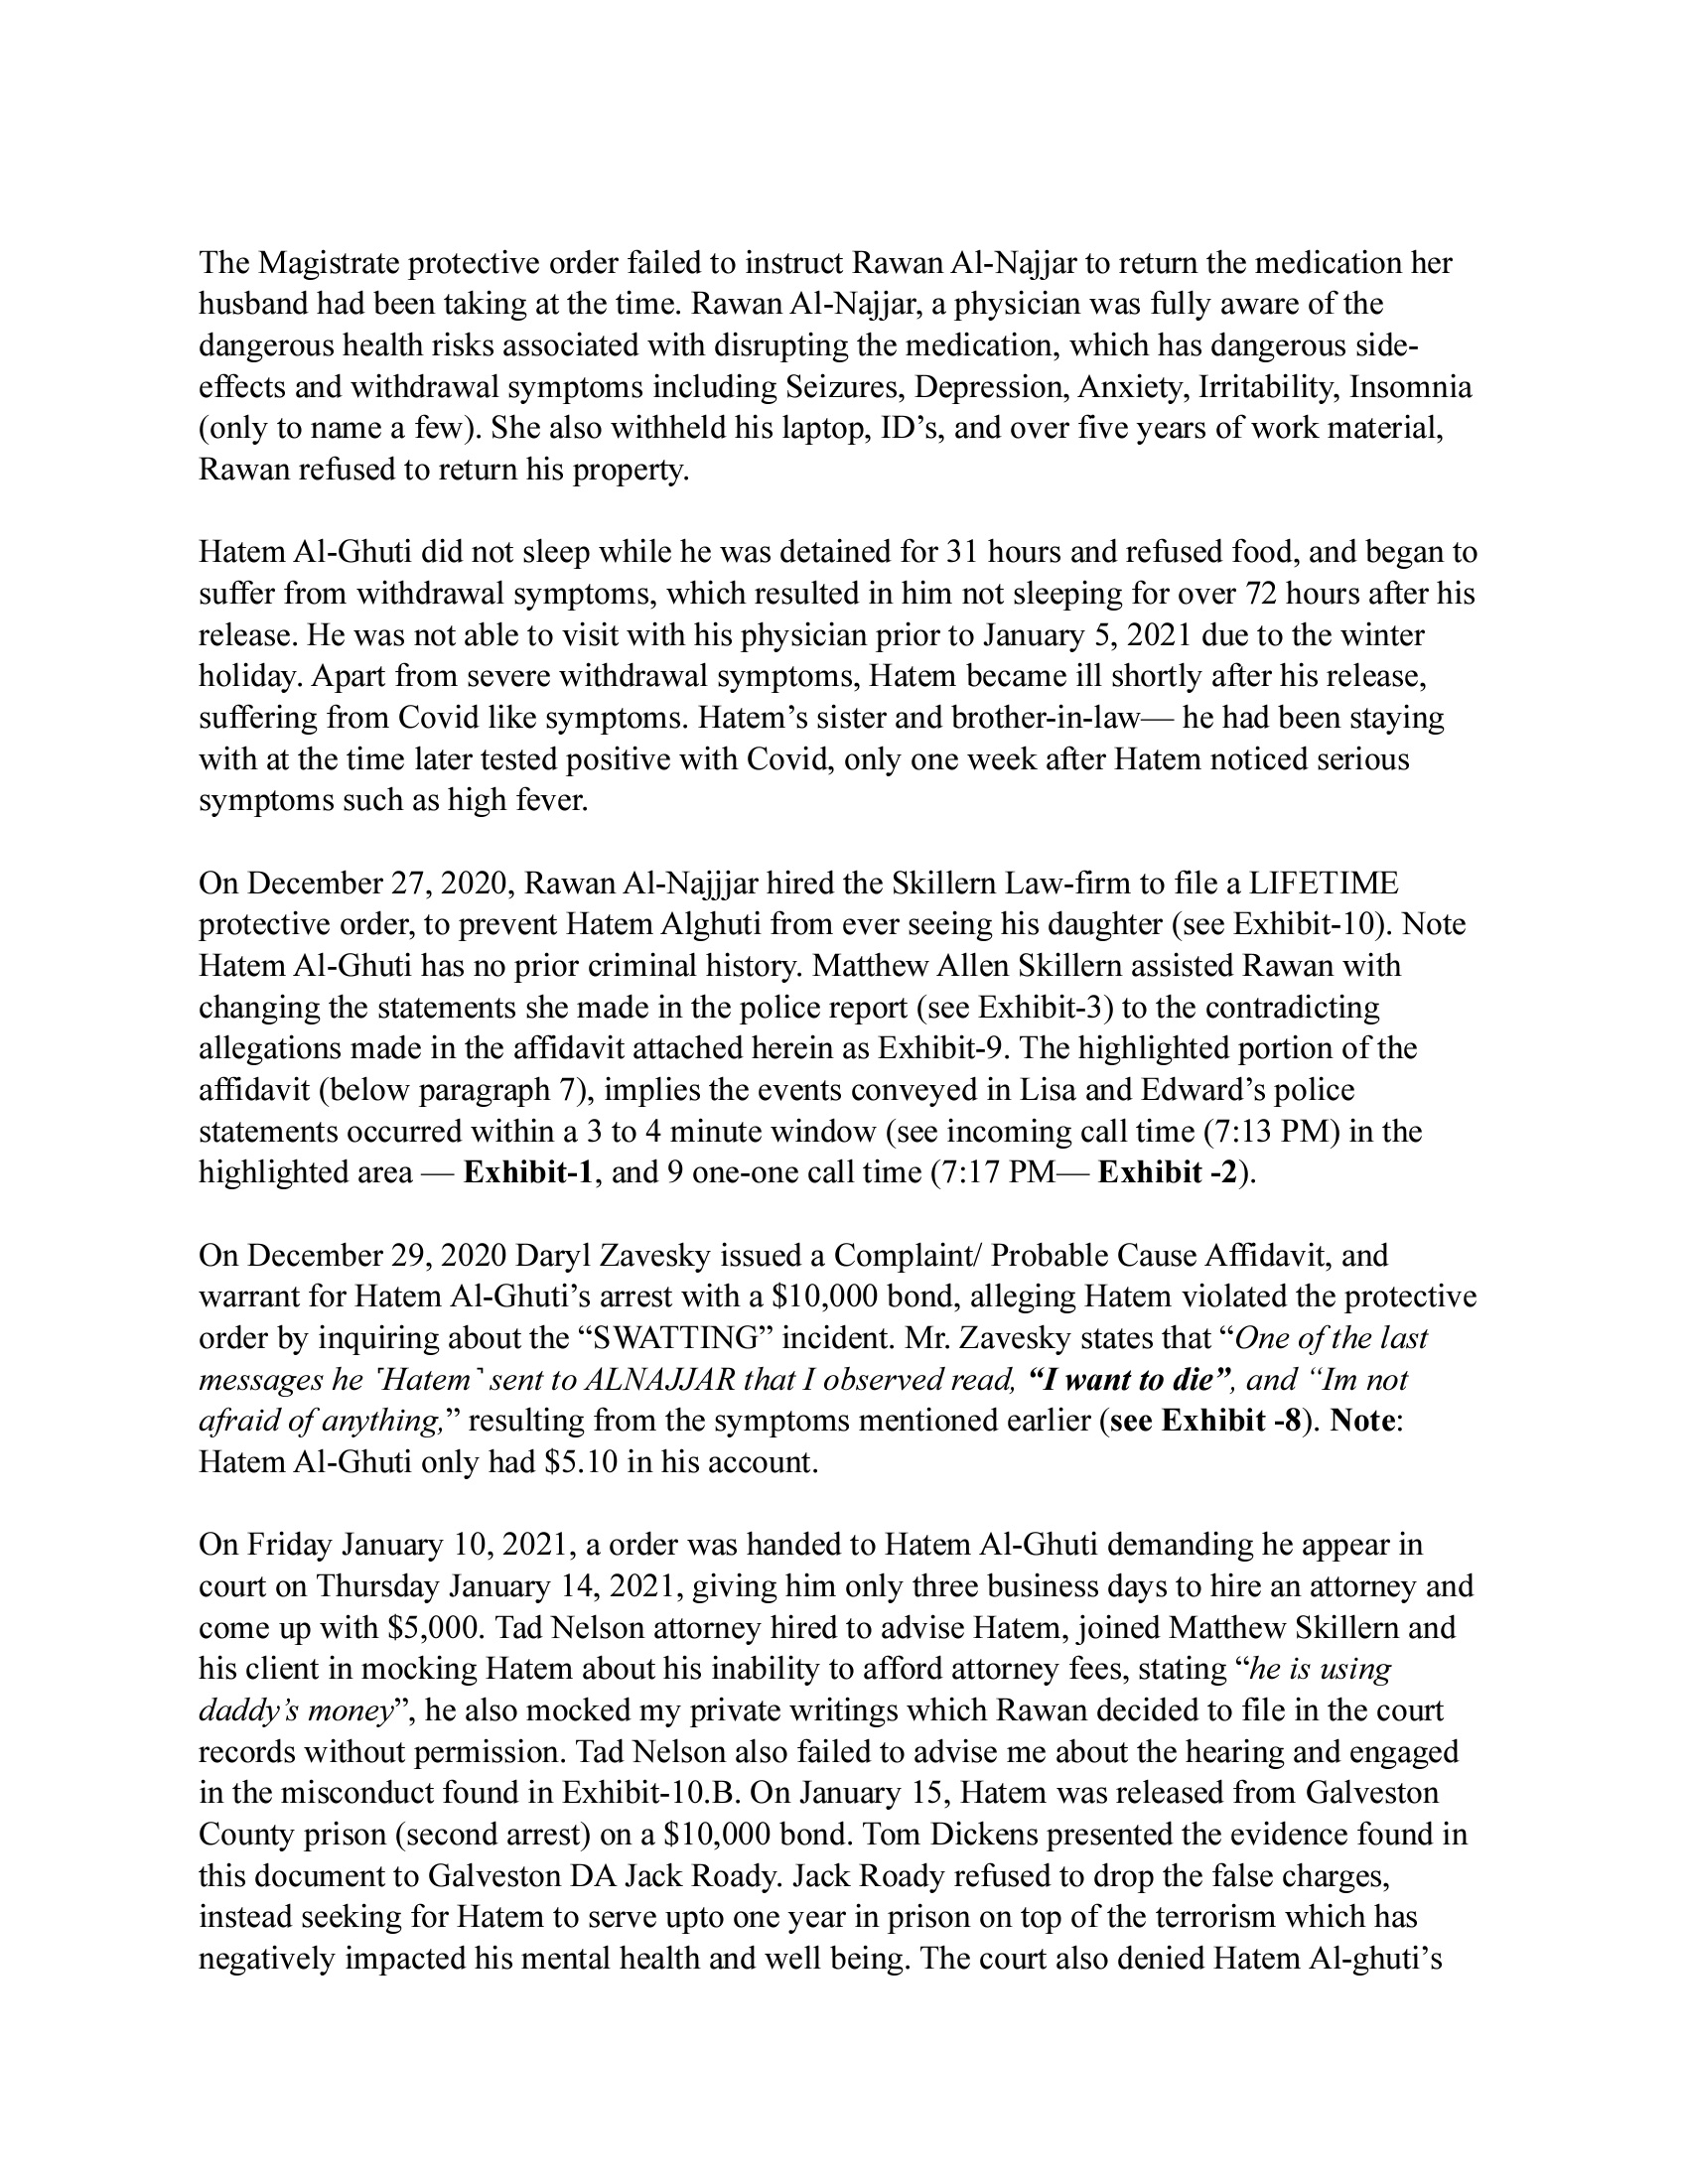 The Magistrate protective order failed to instruct Rawan Al-Najjar to return the medication her
husband had been taking at the time. Rawan Al-Najjar, a physician was fully aware of the
dangerous health risks associated with disrupting the medication, which has dangerous side-
effects and withdrawal symptoms including Seizures, Depression, Anxiety, Irritability, Insomnia
(only to name a few). She also withheld his laptop, ID’s, and over five years of work material,
Rawan refused to return his property.
Hatem Al-Ghuti did not sleep while he was detained for 31 hours and refused food, and began to
suffer from withdrawal symptoms, which resulted in him not sleeping for over 72 hours after his
release. He was not able to visit with his physician prior to January 5, 2021 due to the winter
holiday. Apart from severe withdrawal symptoms, Hatem became ill shortly after his release,
suffering from Covid like symptoms. Hatem’s sister and brother-in-law— he had been staying
with at the time later tested positive with Covid, only one week after Hatem noticed serious
symptoms such as high fever.
On December 27, 2020, Rawan Al-Najjjar hired the Skillern Law-firm to file a LIFETIME
protective order, to prevent Hatem Alghuti from ever seeing his daughter (see Exhibit-10). Note
Hatem Al-Ghuti has no prior criminal history. Matthew Allen Skillern assisted Rawan with
changing the statements she made in the police report (see Exhibit-3) to the contradicting
allegations made in the affidavit attached herein as Exhibit-9. The highlighted portion of the
affidavit (below paragraph 7), implies the events conveyed in Lisa and Edward’s police
statements occurred within a 3 to 4 minute window (see incoming call time (7:13 PM) in the
highlighted area — Exhibit-1, and 9 one-one call time (7:17 PM— Exhibit -2).
On December 29, 2020 Daryl Zavesky issued a Complaint/ Probable Cause Affidavit, and
warrant for Hatem Al-Ghuti’s arrest with a $10,000 bond, alleging Hatem violated the protective
order by inquiring about the “SWATTING” incident. Mr. Zavesky states that “One of the last
messages he ⸢Hatem⸣ sent to ALNAJJAR that I observed read, “I want to die”, and “Im not
afraid of anything,” resulting from the symptoms mentioned earlier (see Exhibit -8). Note:
Hatem Al-Ghuti only had $5.10 in his account.
On Friday January 10, 2021, a order was handed to Hatem Al-Ghuti demanding he appear in
court on Thursday January 14, 2021, giving him only three business days to hire an attorney and
come up with $5,000. Tad Nelson attorney hired to advise Hatem, joined Matthew Skillern and
his client in mocking Hatem about his inability to afford attorney fees, stating “he is using
daddy’s money”, he also mocked my private writings which Rawan decided to file in the court
records without permission. Tad Nelson also failed to advise me about the hearing and engaged
in the misconduct found in Exhibit-10.B. On January 15, Hatem was released from Galveston
County prison (second arrest) on a $10,000 bond. Tom Dickens presented the evidence found in
this document to Galveston DA Jack Roady. Jack Roady refused to drop the false charges,
instead seeking for Hatem to serve upto one year in prison on top of the terrorism which has
negatively impacted his mental health and well being. The court also denied Hatem Al-ghuti’s